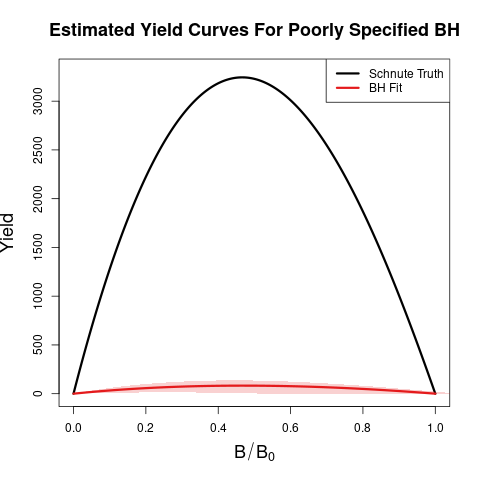 Estimated Yield Curves For Poorly Specified BH
Schnute Truth
BH Fit
Yield
3000
2500
2000
1500
1000
500
0
0.0 0.2 0.4 0.6 0.8 1.0
B/B₀